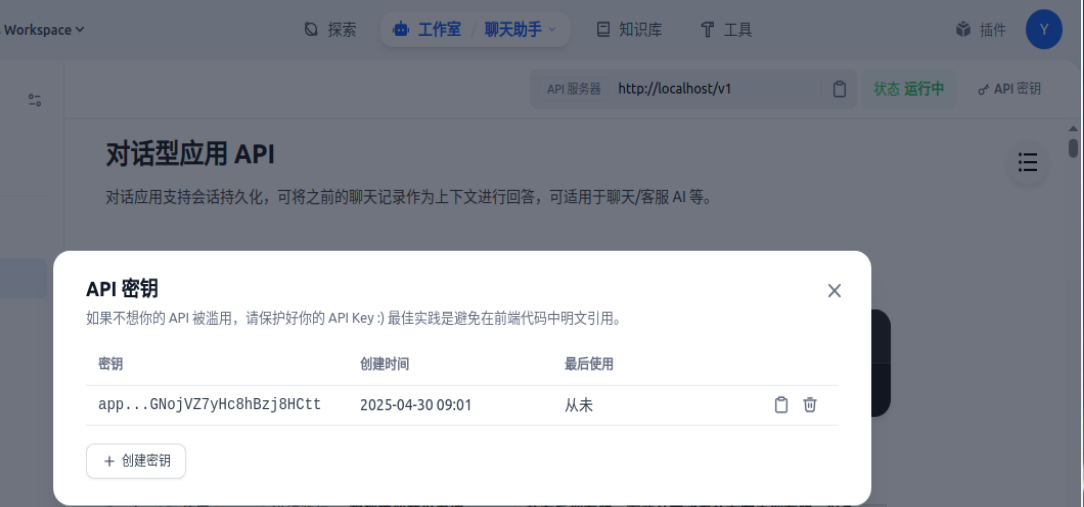 Workspace
探索
工作室 / 聊天助手
知识库
工具
插件
Y
API 服务器 http://localhost/v1
状态 运行中
API 密钥
对话型应用 API
对话应用支持会话持久化，可将之前的聊天记录作为上下文进行回答，可适用于聊天/客服 AI 等。
API 密钥
如果不想你的 API 被滥用，请保护好你的 API Key :) 最佳实践是避免在前端代码中明文引用。
密钥 创建时间 最后使用
app...GNojVZ7yHc8hBzj8HCtt 2025-04-30 09:01 从未
+ 创建密钥